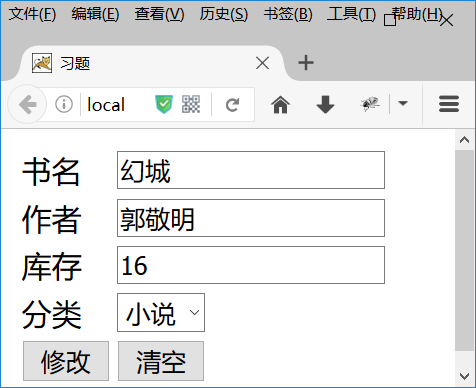 文件(F) 编辑(E) 查看(V) 历史(S) 书签(B) 工具(T) 帮助(H)
习题
local
书名 幻城
作者 郭敬明
库存 16
分类 小说
修改 清空